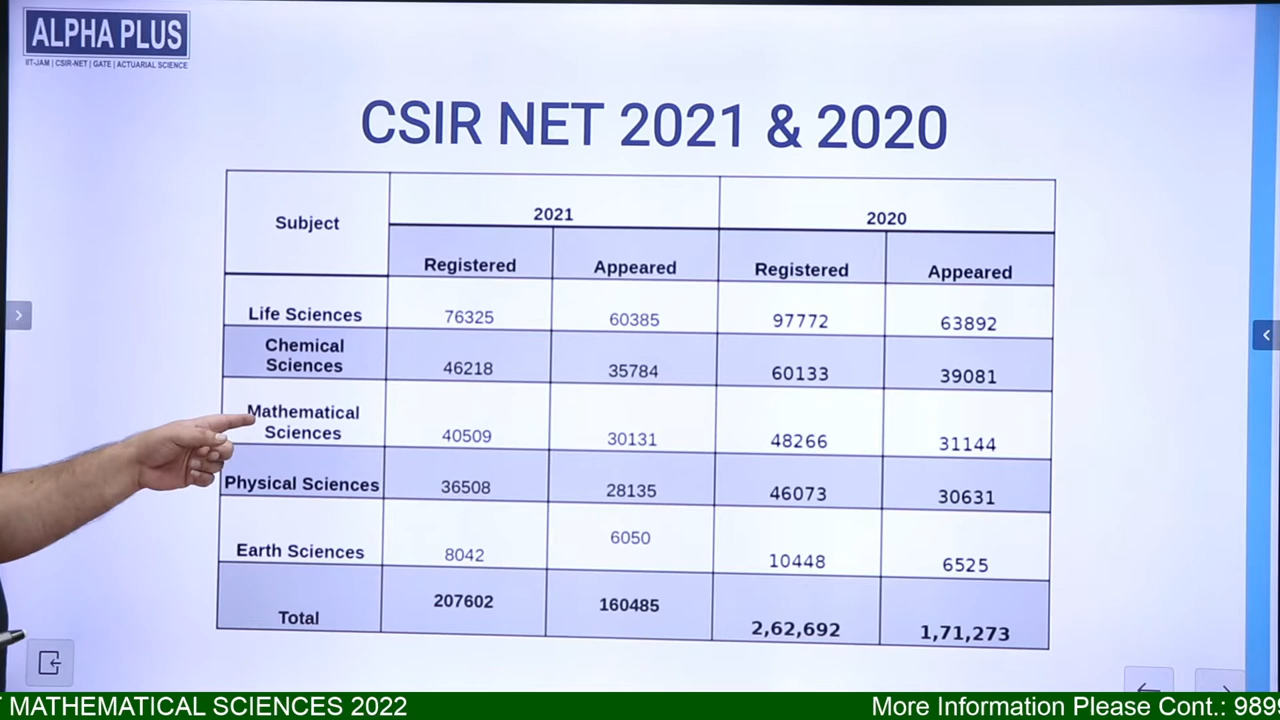 ALPHA PLUS
IIT-JAM | CSIR-NET | GATE | ACTUARIAL SCIENCE
CSIR NET 2021 & 2020
Subject 2021 2020
Registered Appeared Registered Appeared
Life Sciences 76325 60385 97772 63892
Chemical
Sciences 46218 35784 60133 39081
Mathematical
Sciences 40509 30131 48266 31144
Physical Sciences 36508 28135 46073 30631
Earth Sciences 8042 6050 10448 6525
Total 207602 160485 2,62,692 1,71,273
MATHEMATICAL SCIENCES 2022 More Information Please Cont.: 989